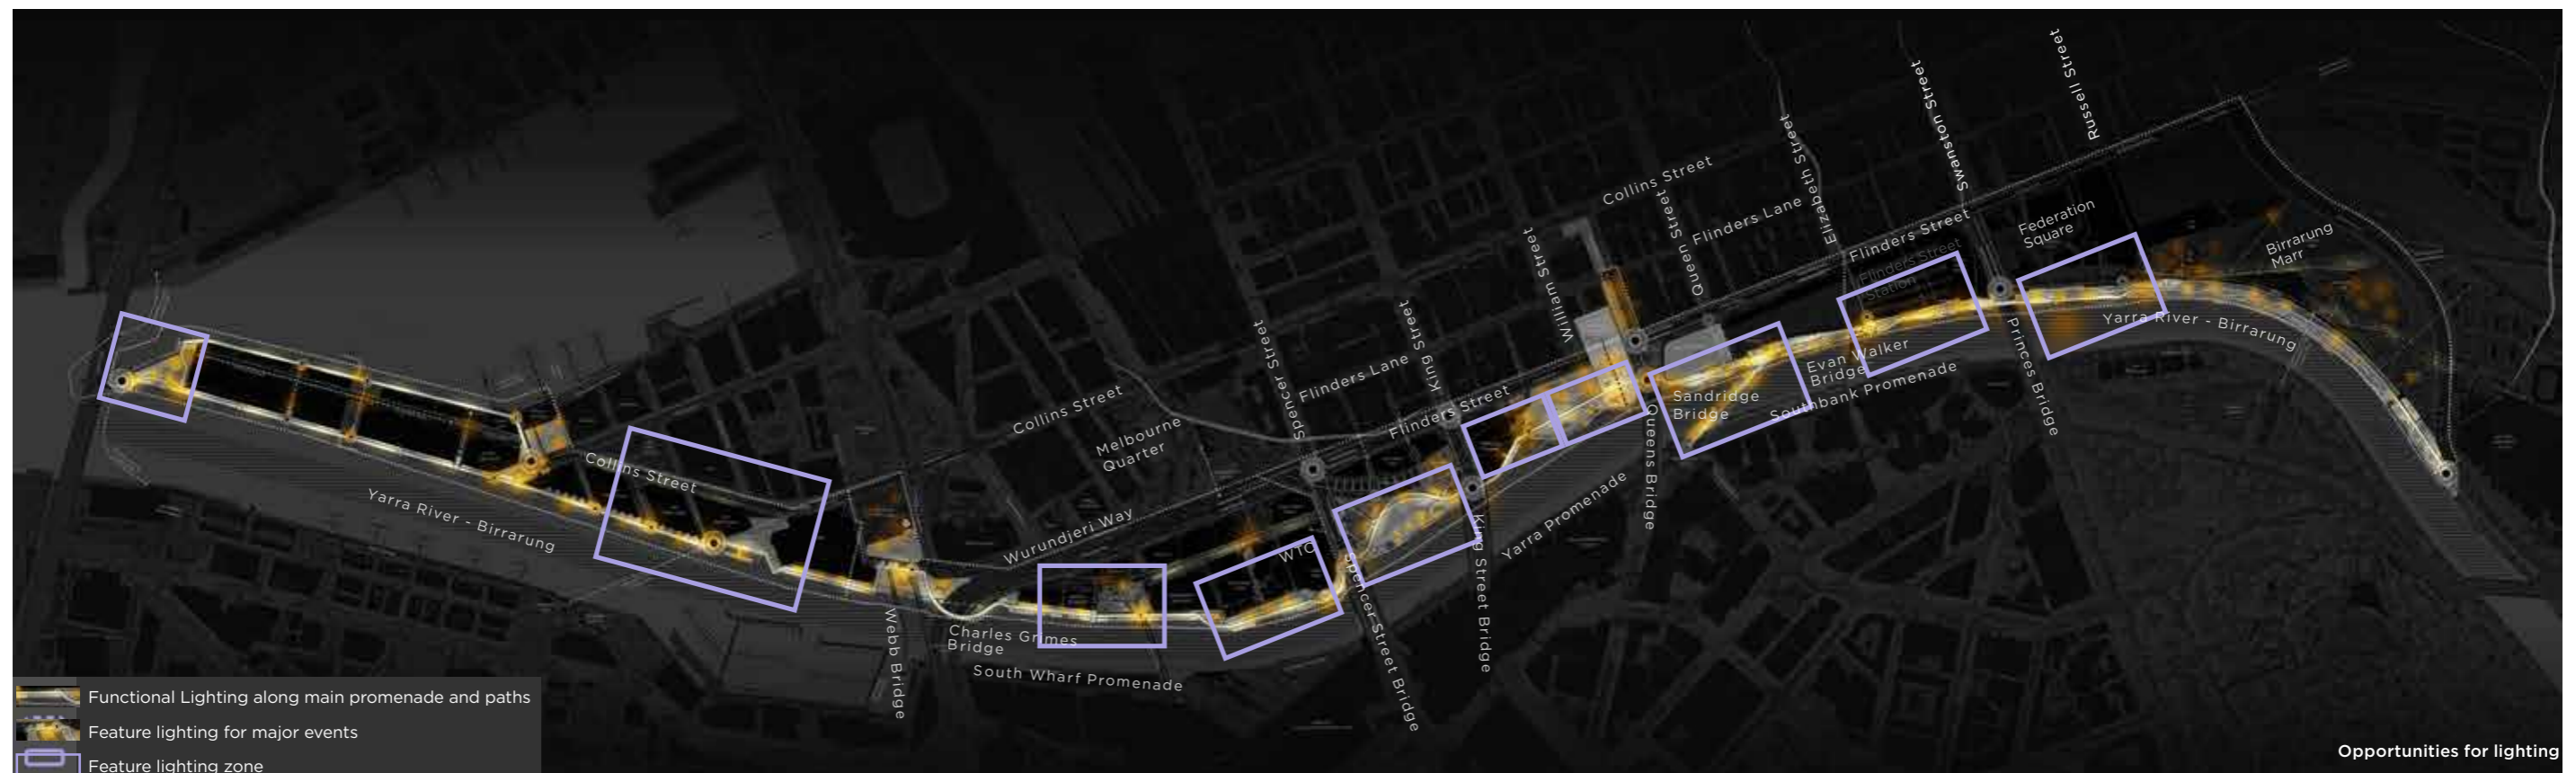 Russell Street
Swanston Street
Elizabeth Street
Collins Street
Queen Street
Flinders Lane
Flinders Street
Flinders Street
Station
Federation
Square
Birrarung
Marr
William Street
King Street
Spencer Street
Flinders Lane
Flinders Street
Collins Street
Melbourne
Quarter
Yarra River - Birrarung
Evan Walker
Bridge
Southbank Promenade
Princes Bridge
Sandridge
Bridge
Queens Bridge
Collins Street
Yarra River - Birrarung
Wurundjeri Way
WTC
Yarra Promenade
King Street Bridge
Spencer Street Bridge
Webb Bridge
Charles Grimes
Bridge
South Wharf Promenade
Functional Lighting along main promenade and paths
Feature lighting for major events
Feature lighting zone
Opportunities for lighting